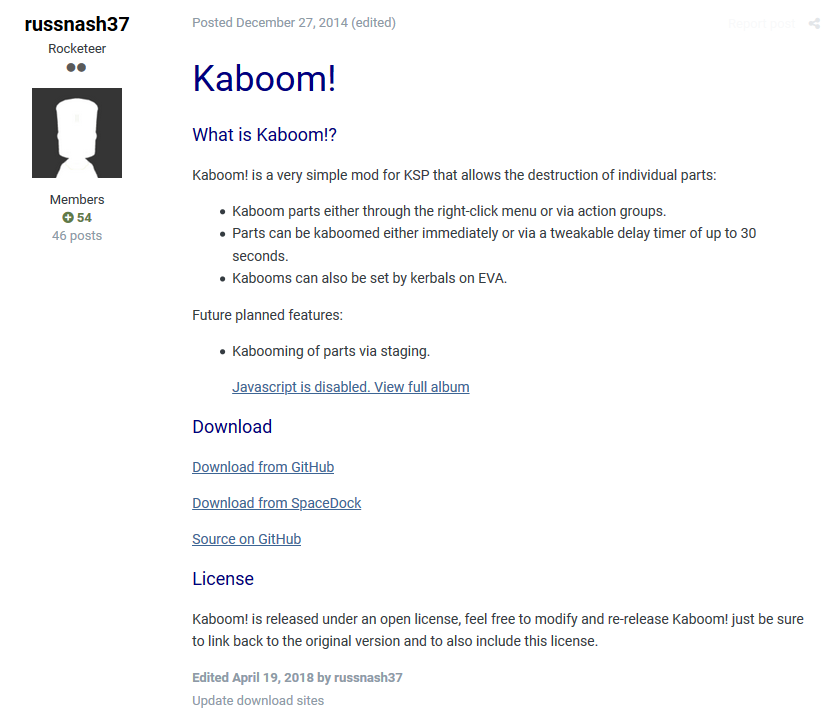 russnash37
Rocketeer
Members
54
46 posts
Posted December 27, 2014 (edited)
Report post
Kaboom!
What is Kaboom!?
Kaboom! is a very simple mod for KSP that allows the destruction of individual parts:
Kaboom parts either through the right-click menu or via action groups.
Parts can be kaboomed either immediately or via a tweakable delay timer of up to 30
seconds.
Kabooms can also be set by kerbals on EVA.
Future planned features:
Kabooming of parts via staging.
Javascript is disabled. View full album
Download
Download from GitHub
Download from SpaceDock
Source on GitHub
License
Kaboom! is released under an open license, feel free to modify and re-release Kaboom! just be sure
to link back to the original version and to also include this license.
Edited April 19, 2018 by russnash37
Update download sites